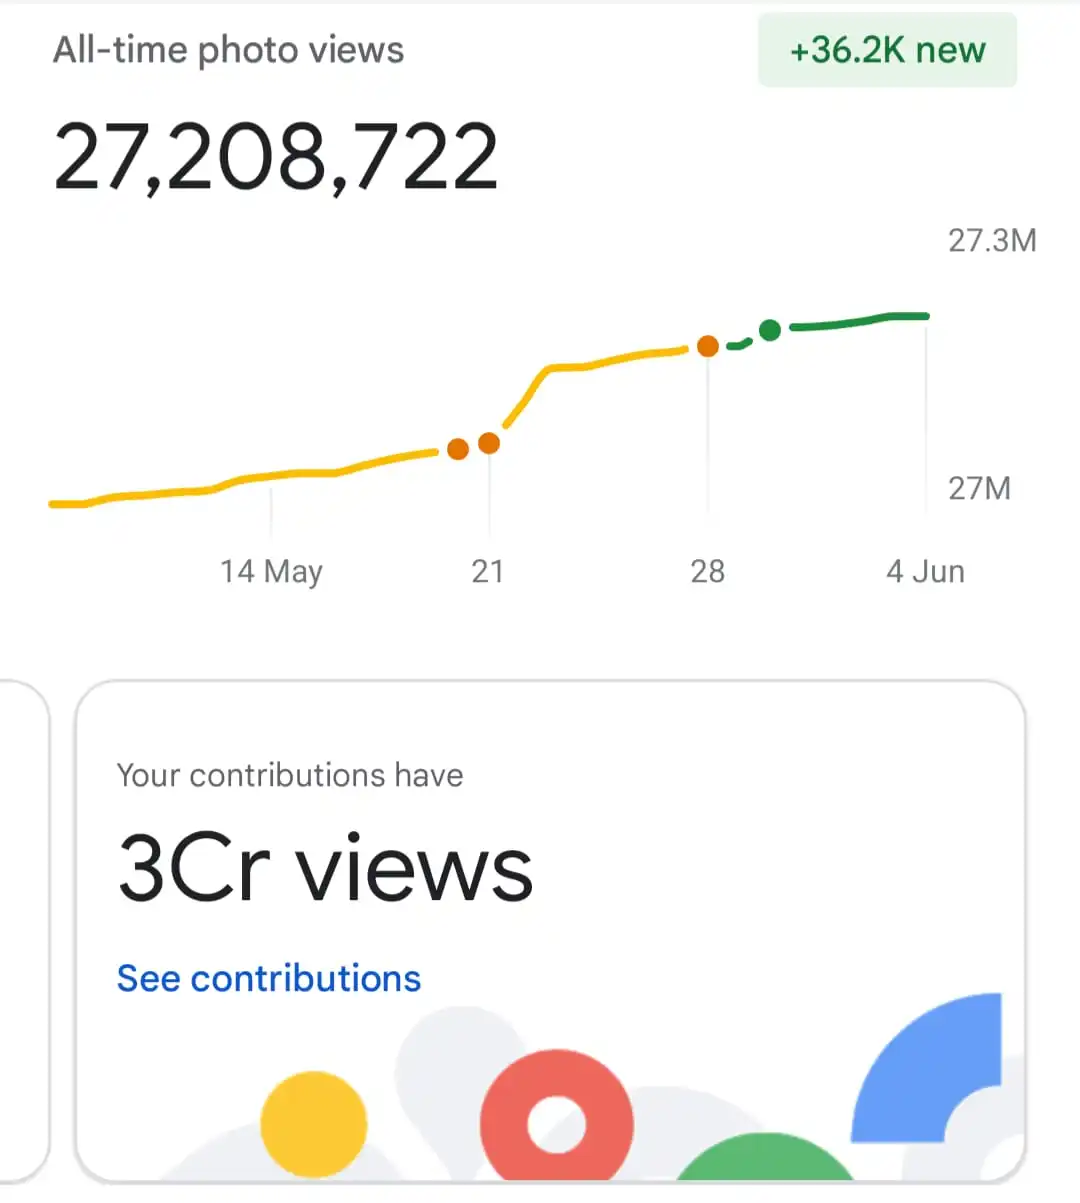 All-time photo views
+36.2K new
27,208,722
27.3M
27M
14 May 21 28 4 Jun
Your contributions have
3Cr views
See contributions